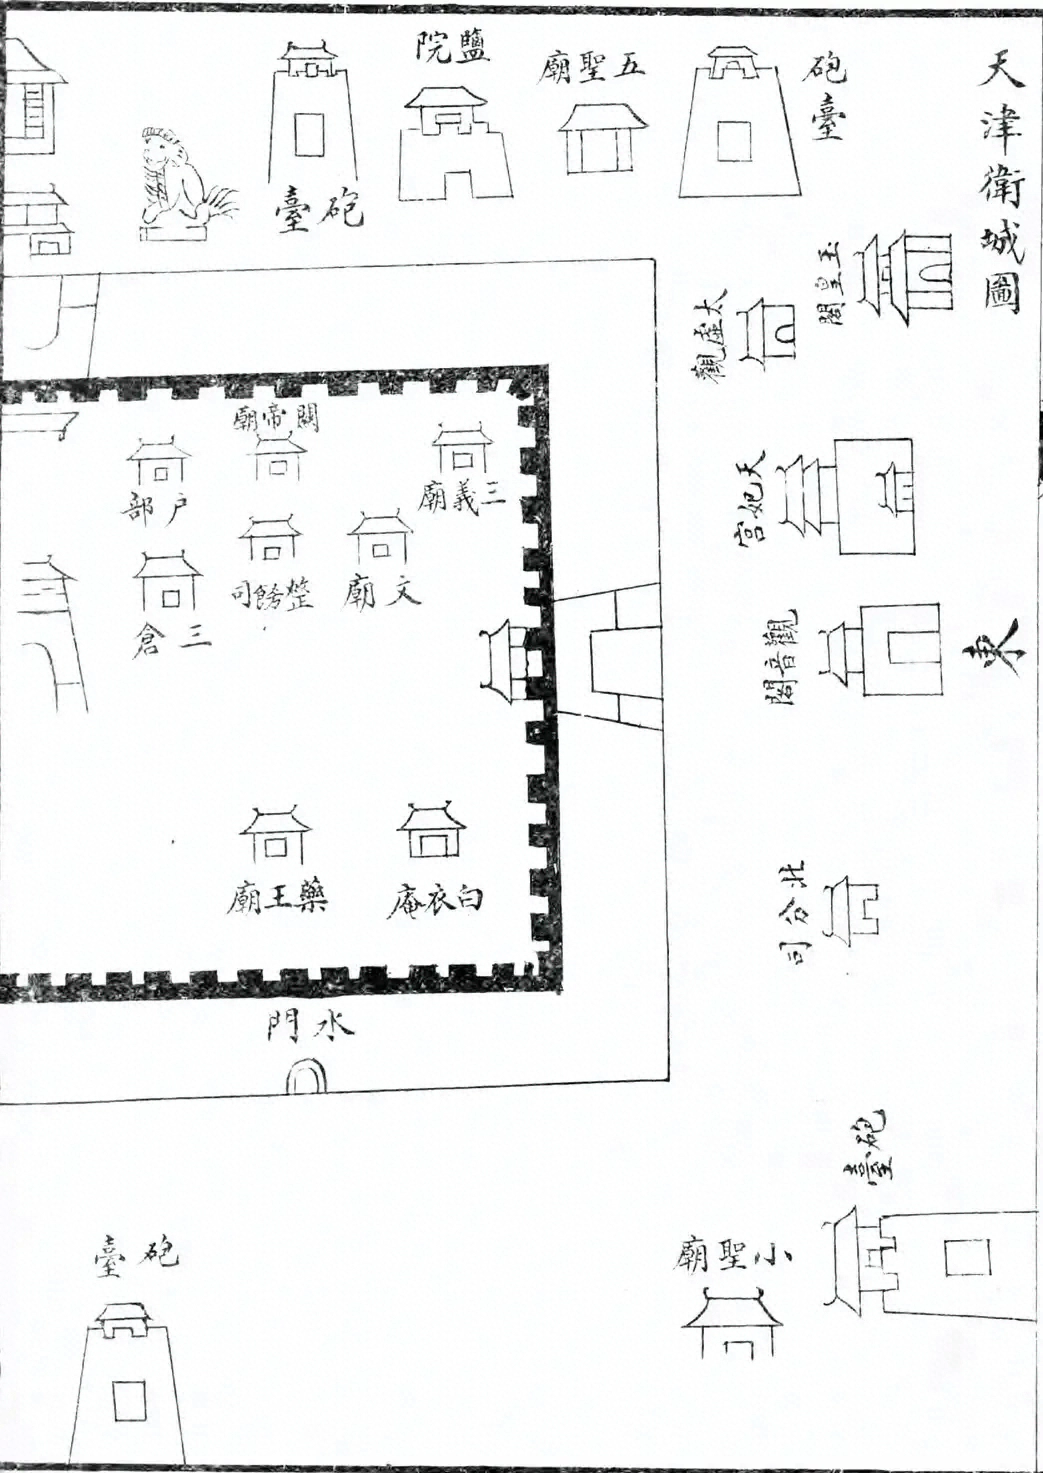 天津衛城圖
砲臺
五聖廟
鹽院
砲臺
玉皇閣
太虛觀
天妃宮
觀音閣
東
北公司
關帝廟
三義廟
戶部
文廟
整飭司
三倉
白衣庵
藥王廟
水門
砲臺
小聖廟
砲臺